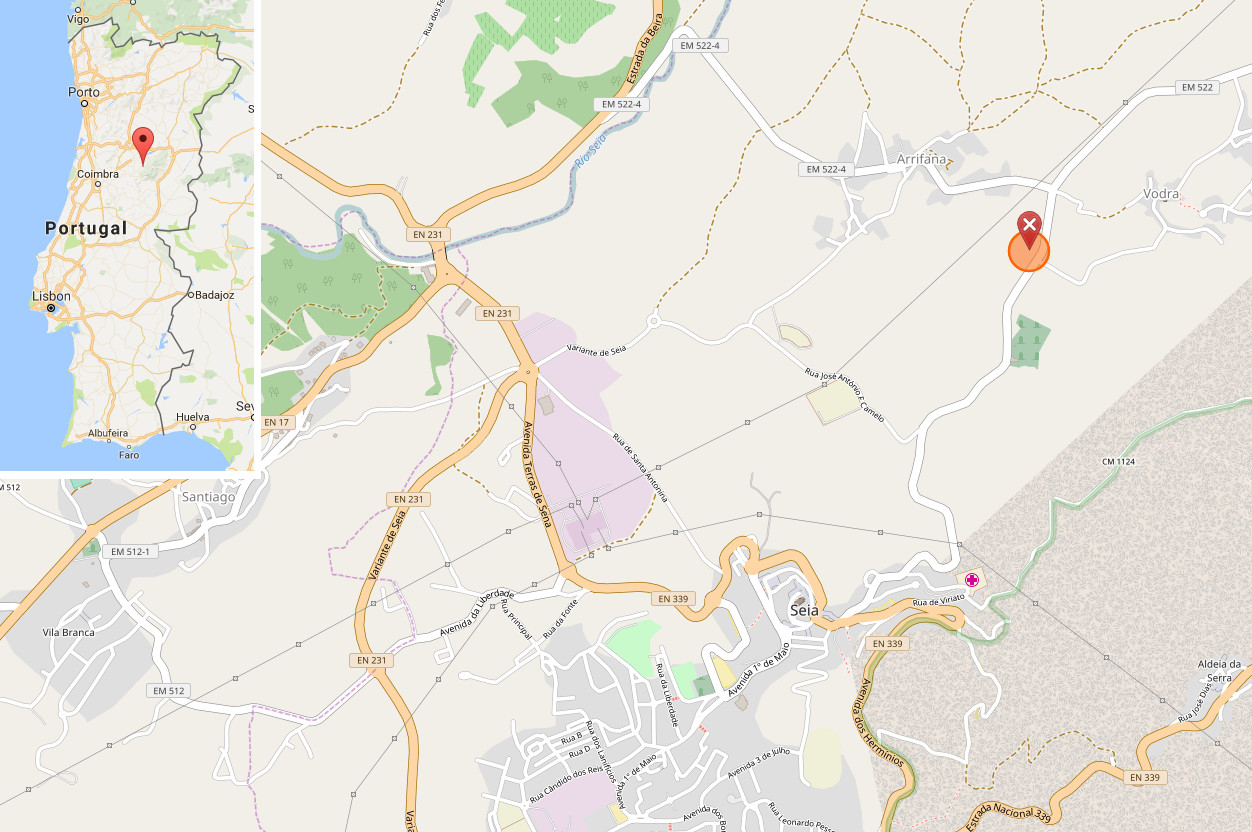 Vigo
Porto
Coimbra
Portugal
Lisbon
Badajoz
Huelva
Albufeira
Faro
Rua dos Fe
Estrada da Beira
EM 522-4
EM 522-4
Rio Seia
EM 522-4
Arrifana
EM 522
Vodra
EN 231
EN 231
Variante de Seia
Rua José António F. Camelo
EN 17
Avenida Terras de Sena
Rua de Santa Antonina
CM 1124
M 512
Santiago
EN 231
EM 512-1
Variante de Seia
Avenida da Liberdade
Rua Principal
Rua da Fonte
EN 339
Seia
Rua de Viriato
EN 339
Vila Branca
EN 231
EM 512
Rua da Liberdade
Avenida 1º de Maio
Aldeia da
Serra
Rua José Dias
Avenida dos Hermínios
Rua B
Rua D
Rua dos Lanifícios
Rua Cândido dos Reis
Avenida 1º de Maio
Avenida 3 de julho
EN 339
Estrada Nacional 339
Avenida dos Bo
Rua Leonardo Pesso
Varia